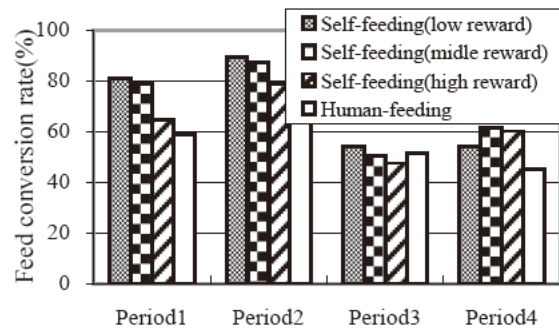 Feed conversion rate(%)
100
80
60
40
20
0
Self-feeding(low reward)
Self-feeding(midle reward)
Self-feeding(high reward)
Human-feeding
Period1 Period2 Period3 Period4